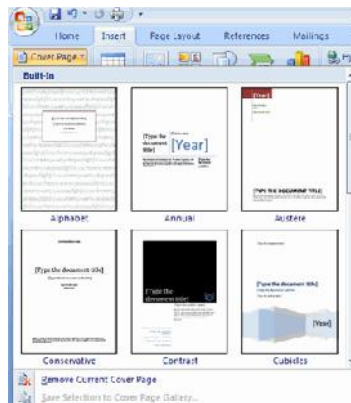 Home Insert Page Layout References Mailings
Cover Page
Built-In
[Type the document title]
[Year]
[Year]
[TYPE THE DOCUMENT TITLE]
Alphabet Annual Austere
[Type the document title]
[Type the document title]
[Type the document title]
[Year]
Conservative Contrast Cubicles
Remove Current Cover Page
Save Selection to Cover Page Gallery...